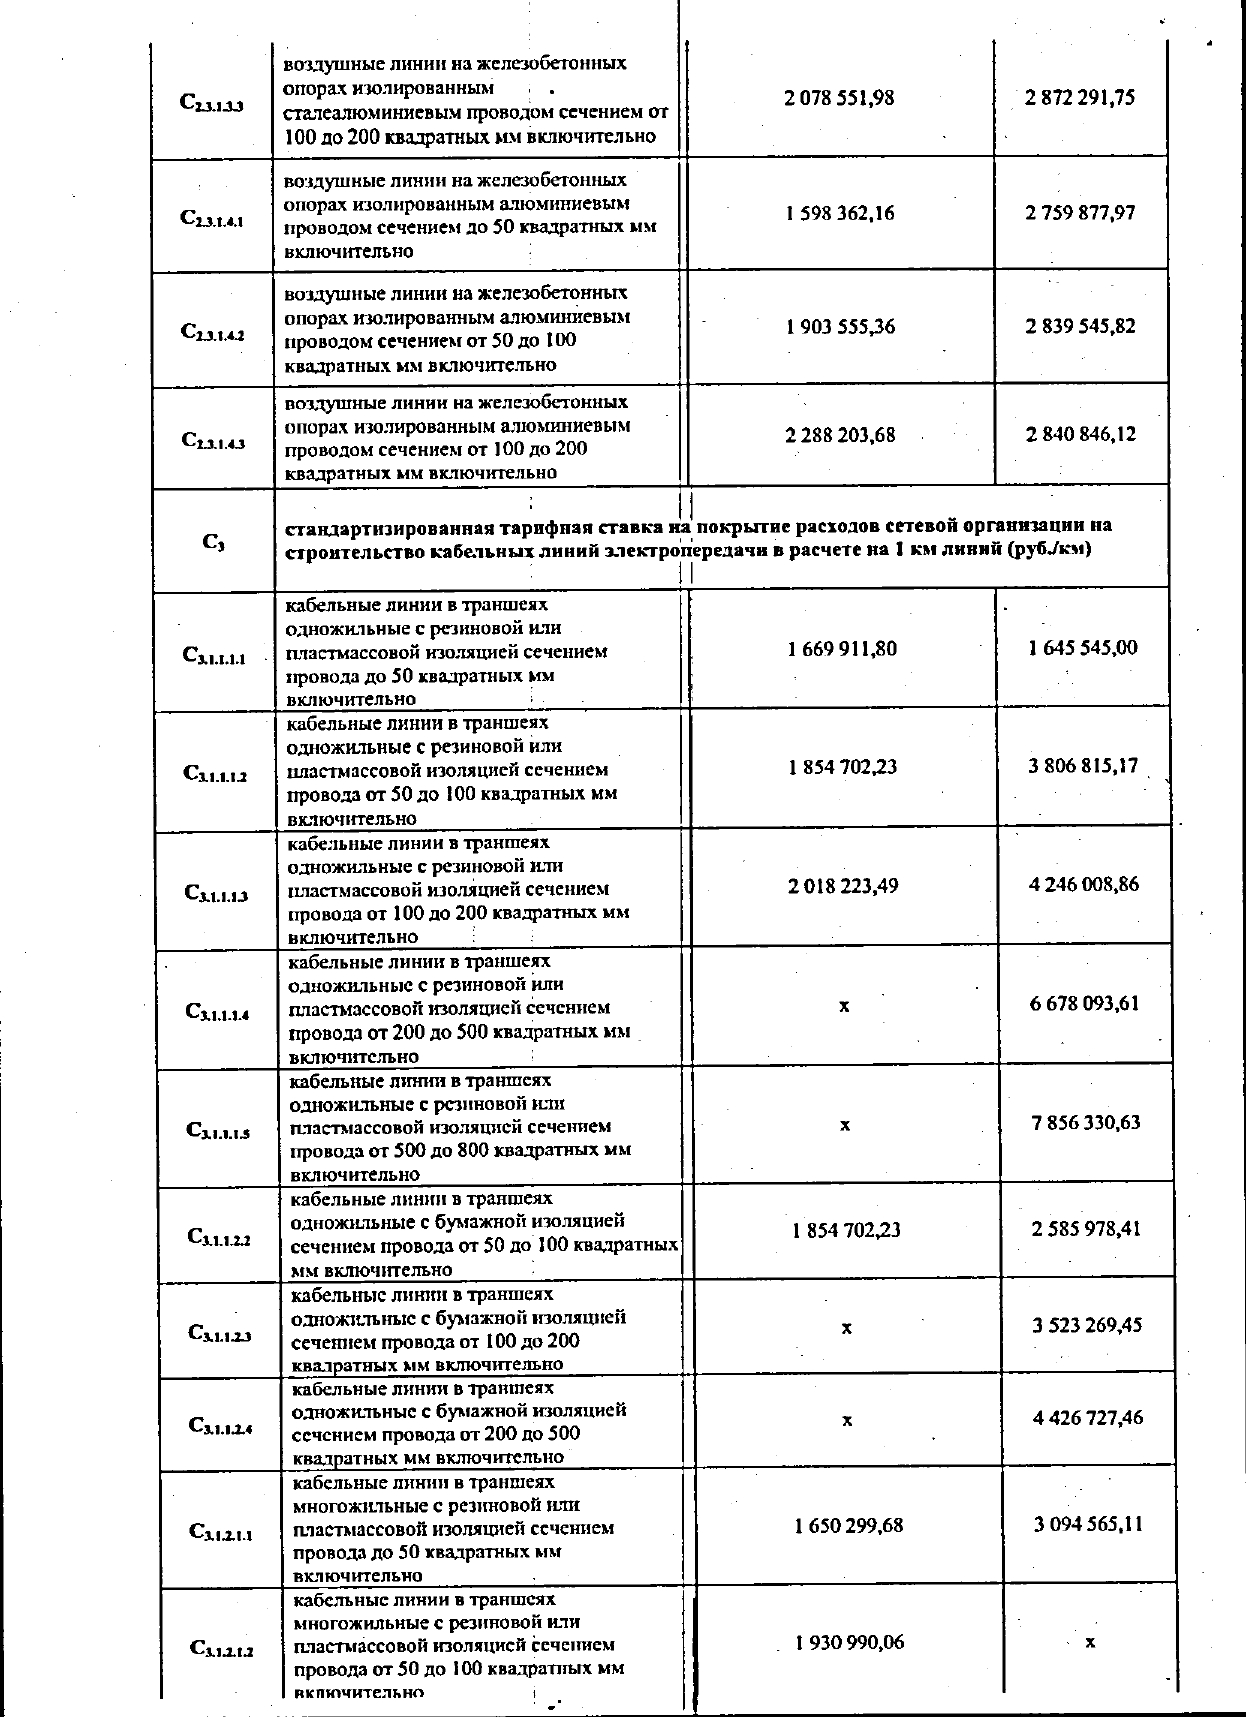 воздушные линии на железобетонных
опорах изолированным
сталеалюминиевым проводом сечением от
100 до 200 квадратных мм включительно
С2.3.1.3.3
2 078 551,98
2 872 291,75
воздушные линии на железобетонных
опорах изолированным алюминиевым
проводом сечением до 50 квадратных мм
включительно
С2.3.1.4.1
1 598 362,16
2 759 877,97
воздушные линии на железобетонных
опорах изолированным алюминиевым
проводом сечением от 50 до 100
квадратных мм включительно
С2.3.1.4.2
1 903 555,36
2 839 545,82
воздушные линии на железобетонных
опорах изолированным алюминиевым
проводом сечением от 100 до 200
квадратных мм включительно
С2.3.1.4.3
2 288 203,68
2 840 846,12
С3
стандартизированная тарифная ставка на покрытие расходов сетевой организации на
строительство кабельных линий электропередачи в расчете на 1 км линий (руб./км)
кабельные линии в траншеях
одножильные с резиновой или
пластмассовой изоляцией сечением
провода до 50 квадратных мм
включительно
С3.1.1.1.1
1 669 911,80
1 645 545,00
кабельные линии в траншеях
одножильные с резиновой или
пластмассовой изоляцией сечением
провода от 50 до 100 квадратных мм
включительно
С3.1.1.1.2
1 854 702,23
3 806 815,17
кабельные линии в траншеях
одножильные с резиновой или
пластмассовой изоляцией сечением
провода от 100 до 200 квадратных мм
включительно
С3.1.1.1.3
2 018 223,49
4 246 008,86
кабельные линии в траншеях
одножильные с резиновой или
пластмассовой изоляцией сечением
провода от 200 до 500 квадратных мм
включительно
С3.1.1.1.4
х
6 678 093,61
кабельные линии в траншеях
одножильные с резиновой или
пластмассовой изоляцией сечением
провода от 500 до 800 квадратных мм
включительно
С3.1.1.1.5
х
7 856 330,63
кабельные линии в траншеях
одножильные с бумажной изоляцией
сечением провода от 50 до 100 квадратных
мм включительно
С3.1.1.2.2
1 854 702,23
2 585 978,41
кабельные линии в траншеях
одножильные с бумажной изоляцией
сечением провода от 100 до 200
квадратных мм включительно
С3.1.1.2.3
х
3 523 269,45
кабельные линии в траншеях
одножильные с бумажной изоляцией
сечением провода от 200 до 500
квадратных мм включительно
С3.1.1.2.4
х
4 426 727,46
кабельные линии в траншеях
многожильные с резиновой или
пластмассовой изоляцией сечением
провода до 50 квадратных мм
включительно
С3.1.2.1.1
1 650 299,68
3 094 565,11
кабельные линии в траншеях
многожильные с резиновой или
пластмассовой изоляцией сечением
провода от 50 до 100 квадратных мм
включительно
С3.1.2.1.2
1 930 990,06
х